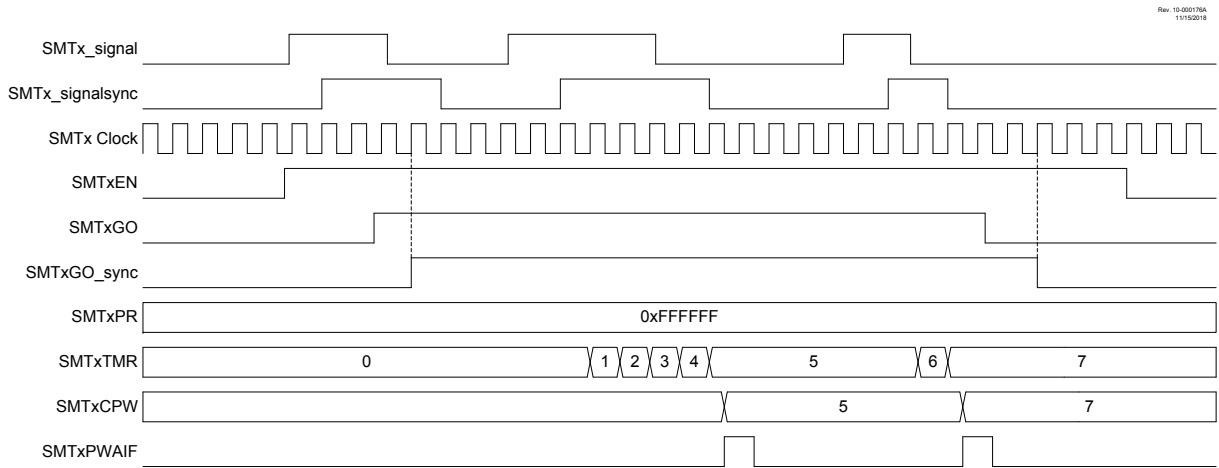 Rev. 10-000176A
11/15/2018
SMTx_signal
SMTx_signalsync
SMTx Clock
SMTxEN
SMTxGO
SMTxGO_sync
SMTxPR 0xFFFFFF
SMTxTMR 0 1 2 3 4 5 6 7
SMTxCPW 5 7
SMTxPWAIF